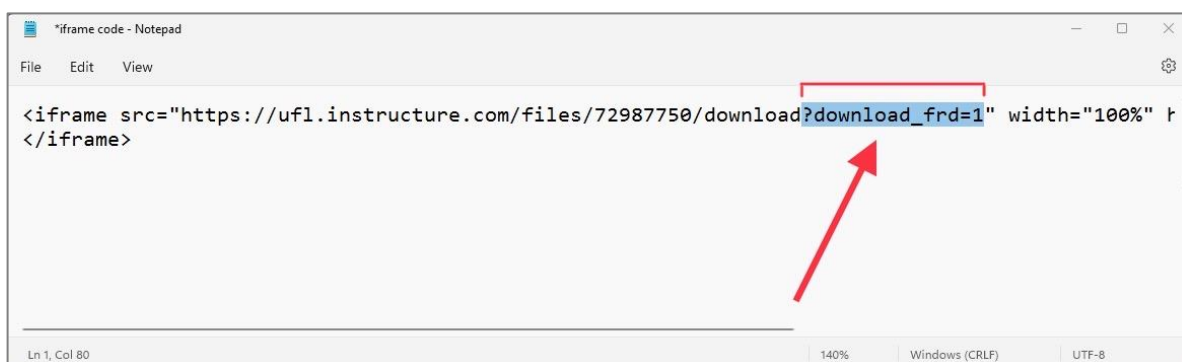 *iframe code - Notepad
File Edit View
<iframe src="https://ufl.instructure.com/files/72987750/download?download_frd=1" width="100%" h
</iframe>
Ln 1, Col 80 140% Windows (CRLF) UTF-8